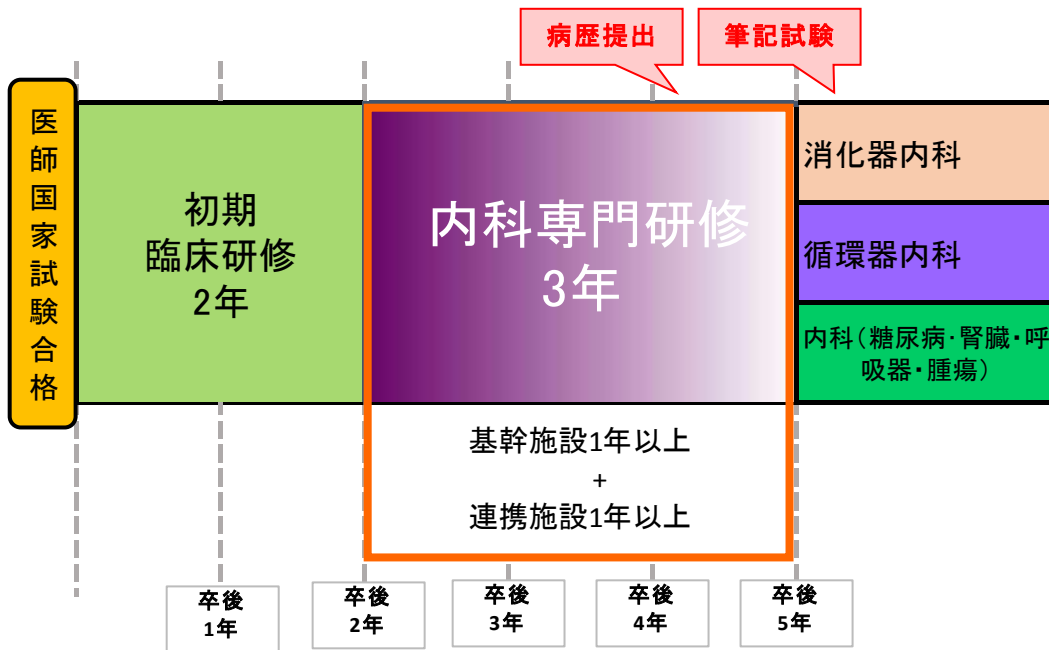 病歴提出
筆記試験
医師国家試験合格
初期
臨床研修
2年
内科専門研修
3年
消化器内科
循環器内科
内科（糖尿病・腎臓・呼
吸器・腫瘍）
基幹施設1年以上
+
連携施設1年以上
卒後
1年
卒後
2年
卒後
3年
卒後
4年
卒後
5年